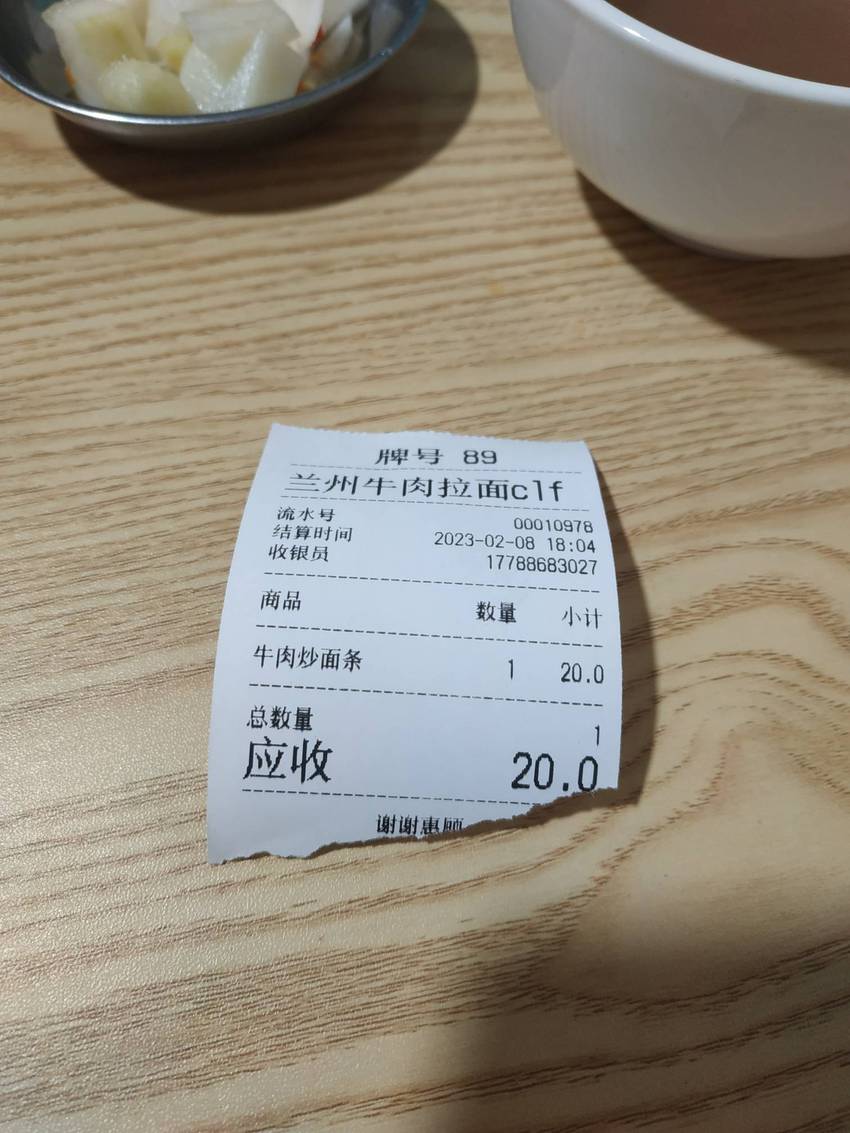 牌号 89
兰州牛肉拉面clf
流水号 00010978
结算时间 2023-02-08 18:04
收银员 17788683027
商品 数量 小计
牛肉炒面条 1 20.0
总数量 1
应收 20.0
谢谢惠顾